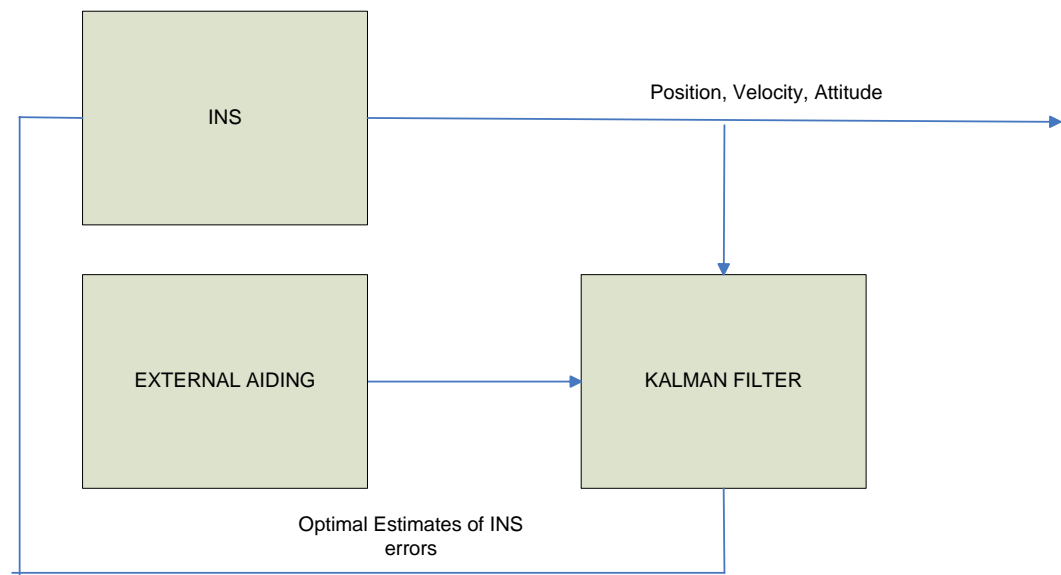 INS
Position, Velocity, Attitude
EXTERNAL AIDING
KALMAN FILTER
Optimal Estimates of INS
errors